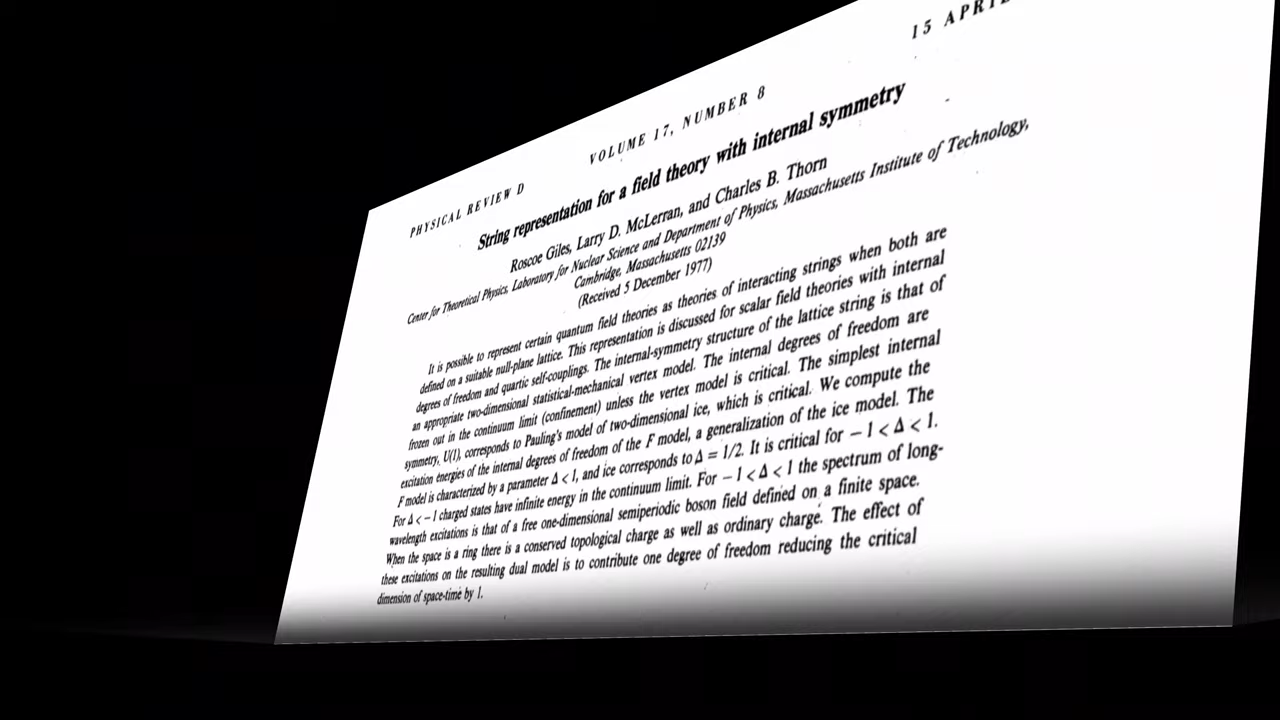 PHYSICAL REVIEW D VOLUME 17, NUMBER 8 15
String representation for a field theory with internal symmetry
Roscoe Giles, Larry D. McLerran, and Charles B. Thorn
Center for Theoretical Physics, Laboratory for Nuclear Science and Department of Physics, Massachusetts Institute of Technology,
Cambridge, Massachusetts 02139
(Received 5 December 1977)
It is possible to represent certain quantum field theories as theories of interacting strings when both are
defined on a suitable null-plane lattice. This representation is discussed for scalar field theories with internal
degrees of freedom and quartic self-couplings. The internal-symmetry structure of the lattice string is that of
an appropriate two-dimensional statistical-mechanical vertex model. The internal degrees of freedom are
frozen out in the continuum limit (confinement) unless the vertex model is critical. The simplest internal
symmetry, U(1), corresponds to Pauling's model of two-dimensional ice, which is critical. We compute the
excitation energies of the internal degrees of freedom of the F model, a generalization of the ice model. The
F model is characterized by a parameter Δ < 1, and ice corresponds to Δ = 1/2. It is critical for −1 < Δ < 1.
For Δ < −1 charged states have infinite energy in the continuum limit. For −1 < Δ < 1 the spectrum of long-
wavelength excitations is that of a free one-dimensional semiperiodic boson field defined on a finite space.
When the space is a ring there is a conserved topological charge as well as ordinary charge. The effect of
these excitations on the resulting dual model is to contribute one degree of freedom reducing the critical
dimension of space-time by 1.